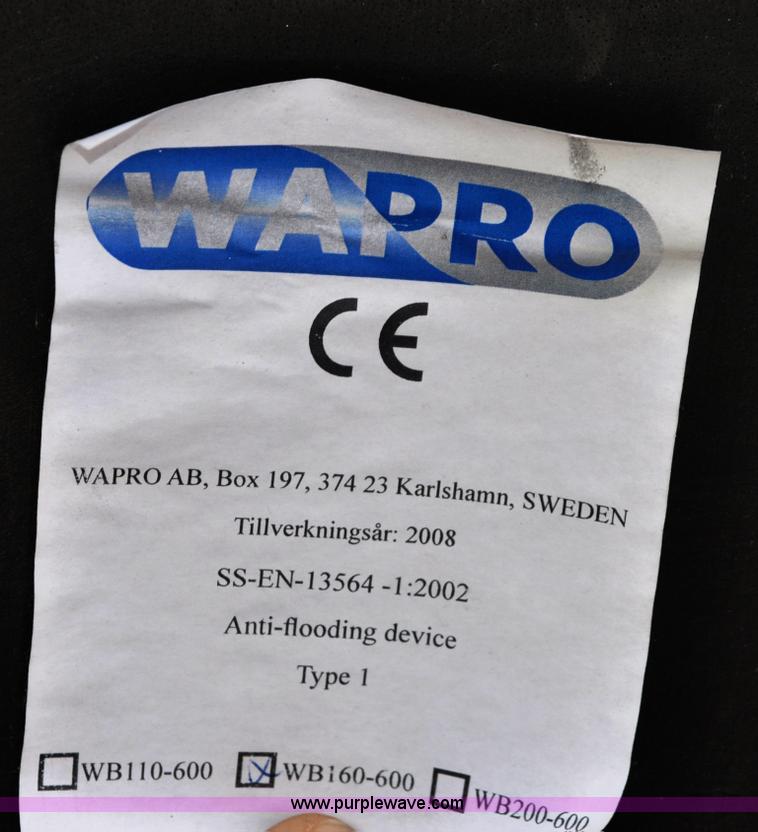 WAPRO
CE
WAPRO AB, Box 197, 374 23 Karlshamn, SWEDEN
Tillverkningsår: 2008
SS-EN-13564 -1:2002
Anti-flooding device
Type 1
WB110-600 WB160-600 WB200-600
www.purplewave.com